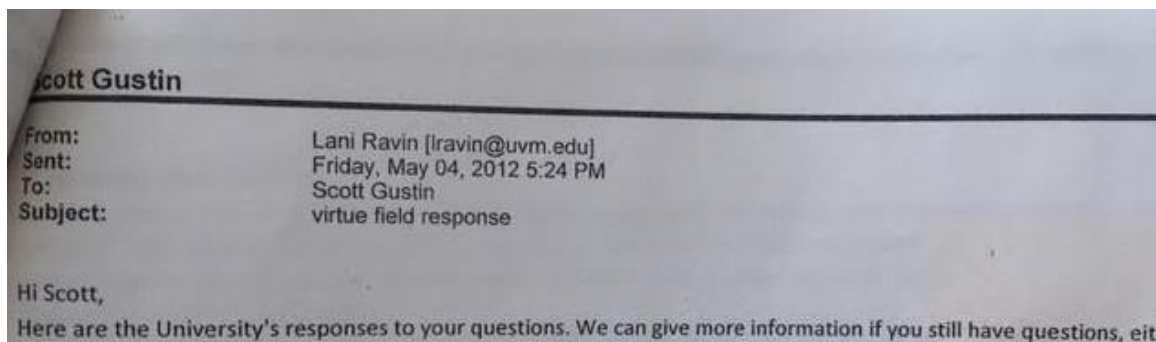 Scott Gustin
From: Lani Ravin [lravin@uvm.edu]
Sent: Friday, May 04, 2012 5:24 PM
To: Scott Gustin
Subject: virtue field response
Hi Scott,
Here are the University's responses to your questions. We can give more information if you still have questions, eit